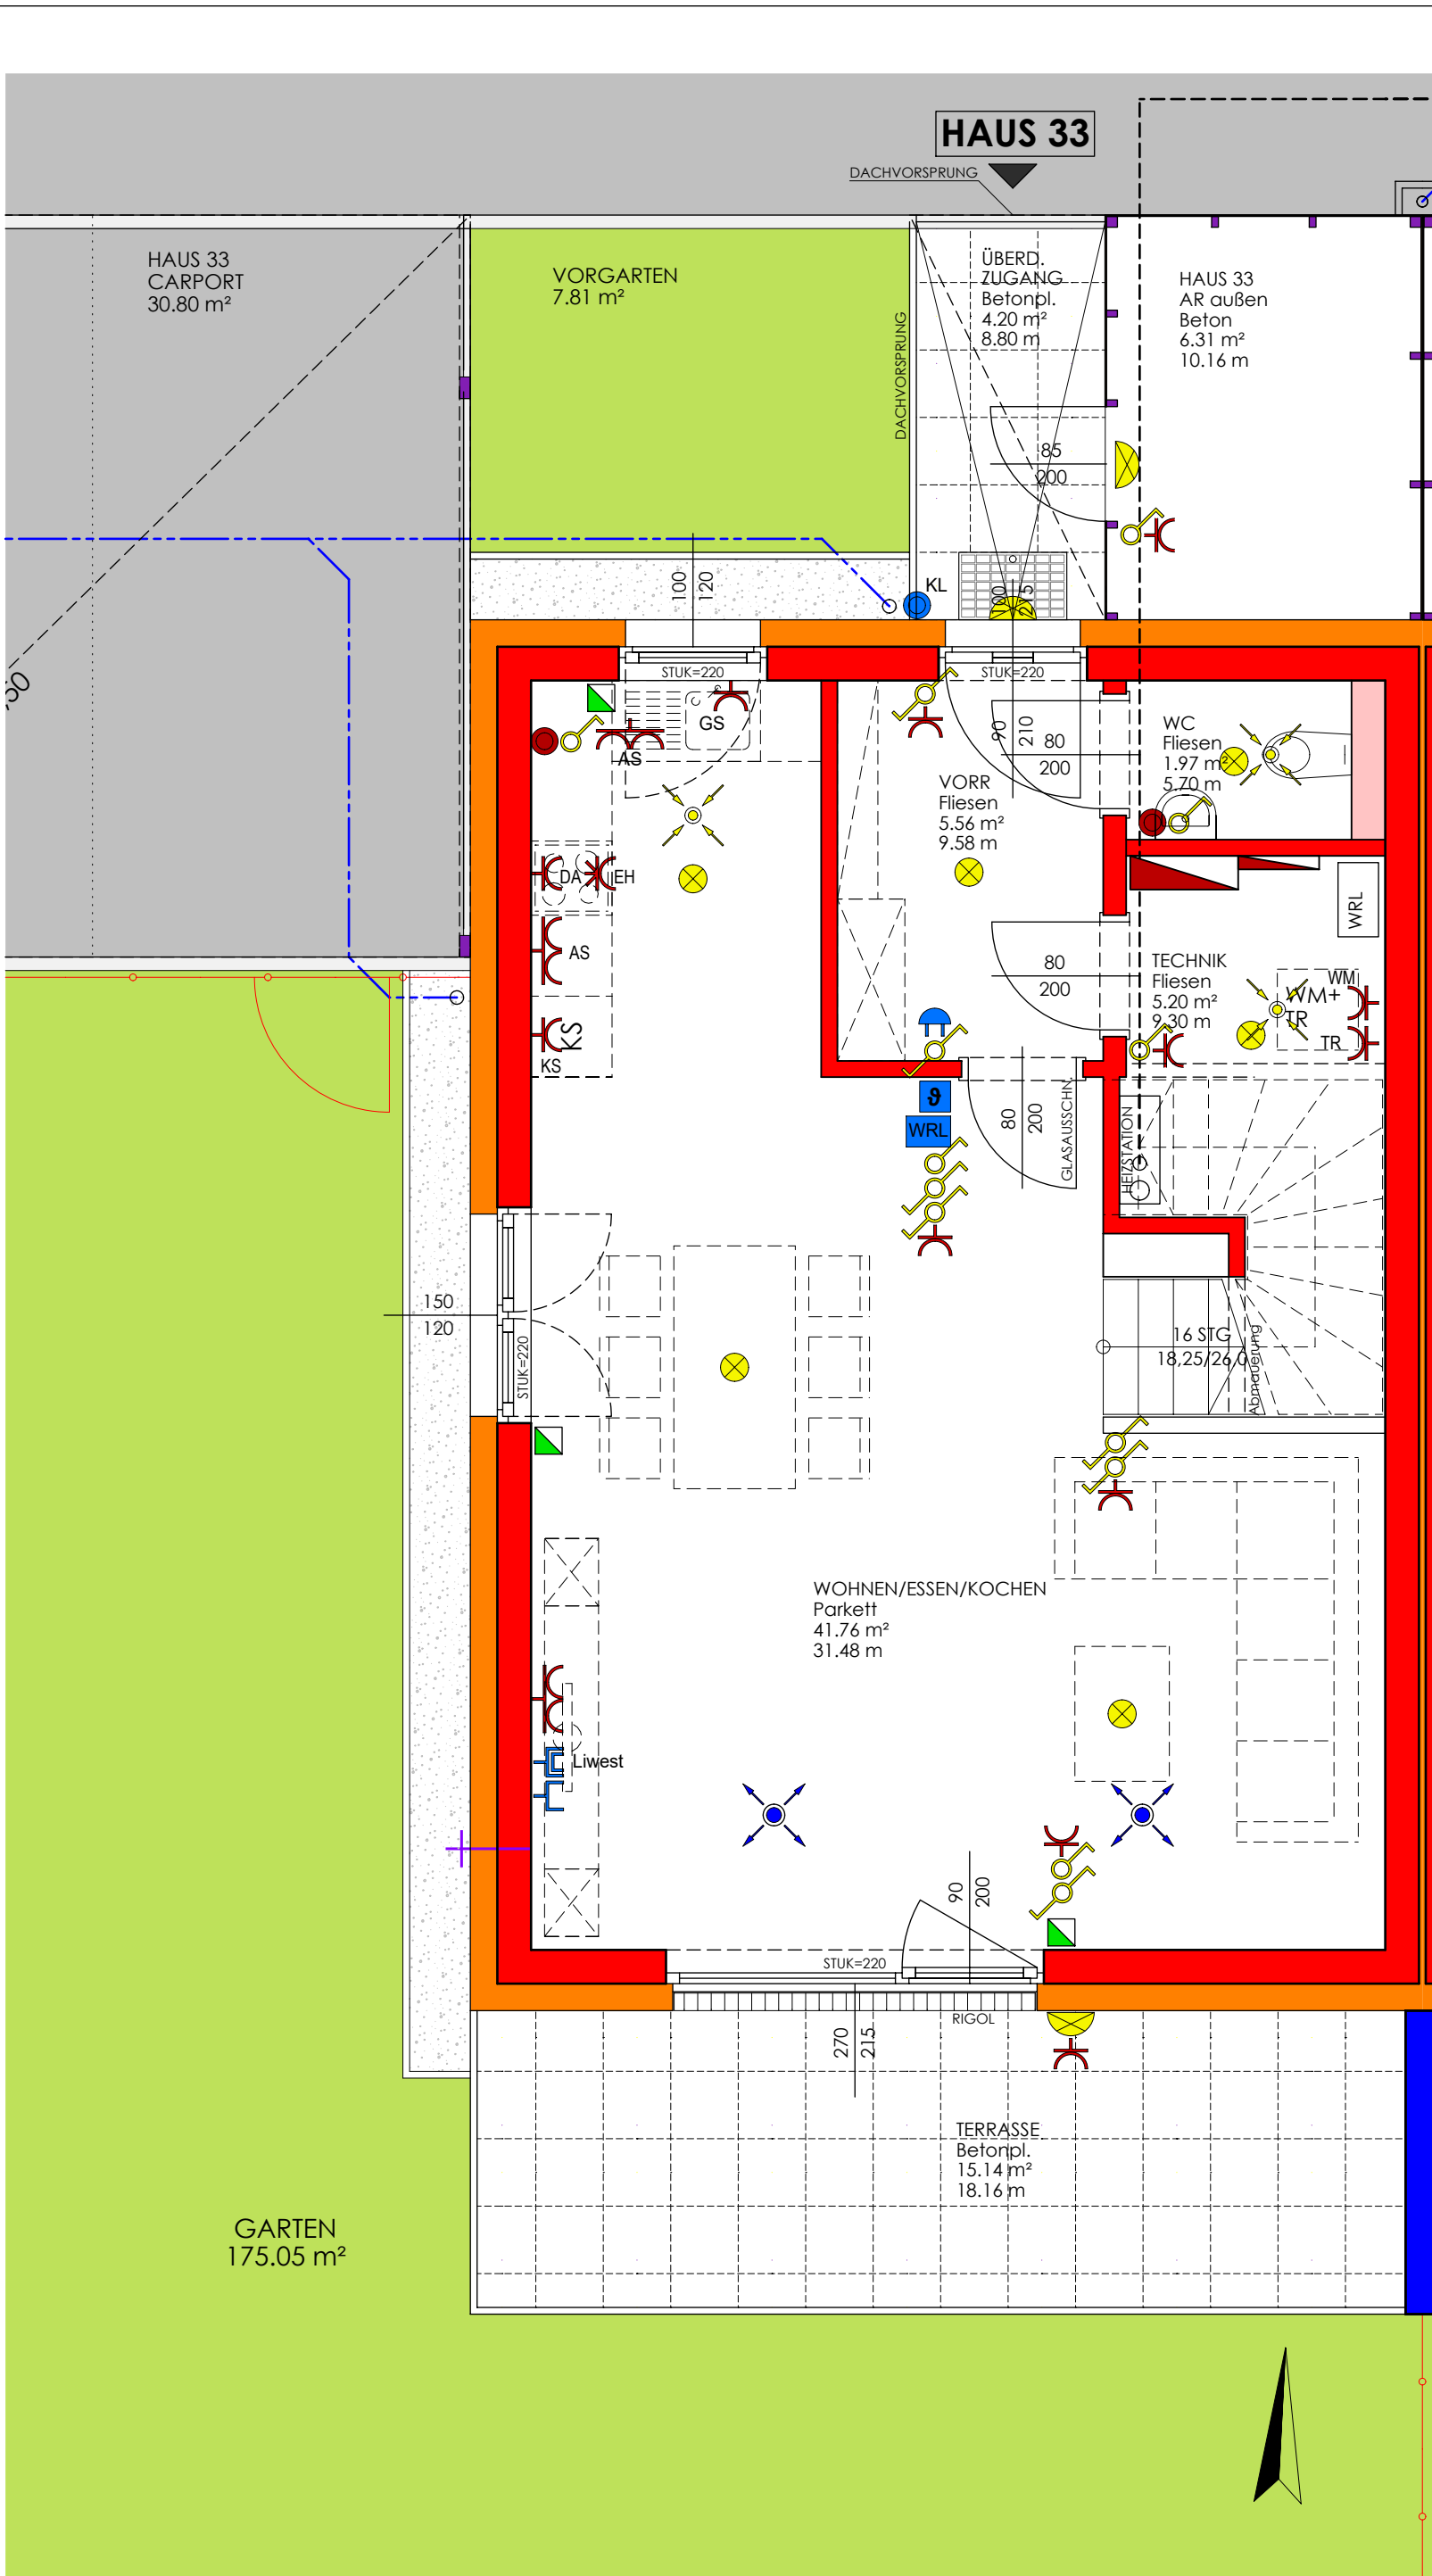 HAUS 33
DACHVORSPRUNG
HAUS 33
CARPORT
30.80 m²
VORGARTEN
7.81 m²
ÜBERD.
ZUGANG
Betonpl.
4.20 m²
8.80 m
HAUS 33
AR außen
Beton
6.31 m²
10.16 m
DACHVORSPRUNG
85
200
100
120
KL
100
215
STUK=220
STUK=220
GS
AS
90
210
80
200
WC
Fliesen
1.97 m²
5.70 m
VORR
Fliesen
5.56 m²
9.58 m
DA
EH
WRL
AS
80
200
TECHNIK
Fliesen
5.20 m²
9.30 m
WM
WM+
TR
TR
KS
KS
WRL
80
200
GLASAUSSCHN.
HEIZSTATION
150
120
STUK=220
16 STG
18,25/26,0
Abmauerung
WOHNEN/ESSEN/KOCHEN
Parkett
41.76 m²
31.48 m
Liwest
90
200
STUK=220
RIGOL
270
215
TERRASSE
Betonpl.
15.14 m²
18.16 m
GARTEN
175.05 m²